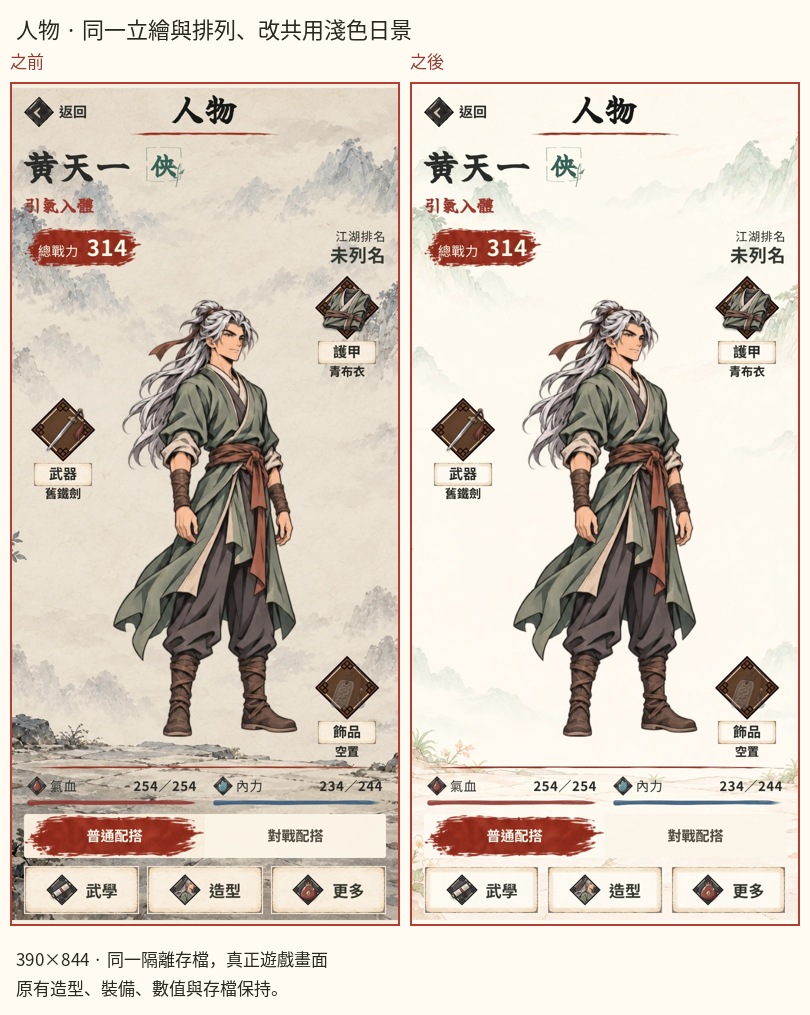 人物 · 同一立繪與排列、改共用淺色日景
之前
返回
人物
黃天一
俠
引氣入體
總戰力 314
江湖排名
未列名
護甲
青布衣
武器
舊鐵劍
飾品
空置
氣血 254／254
內力 234／244
普通配搭
對戰配搭
武學
造型
更多
之後
返回
人物
黃天一
俠
引氣入體
總戰力 314
江湖排名
未列名
護甲
青布衣
武器
舊鐵劍
飾品
空置
氣血 254／254
內力 234／244
普通配搭
對戰配搭
武學
造型
更多
390×844 · 同一隔離存檔，真正遊戲畫面
原有造型、裝備、數值與存檔保持。